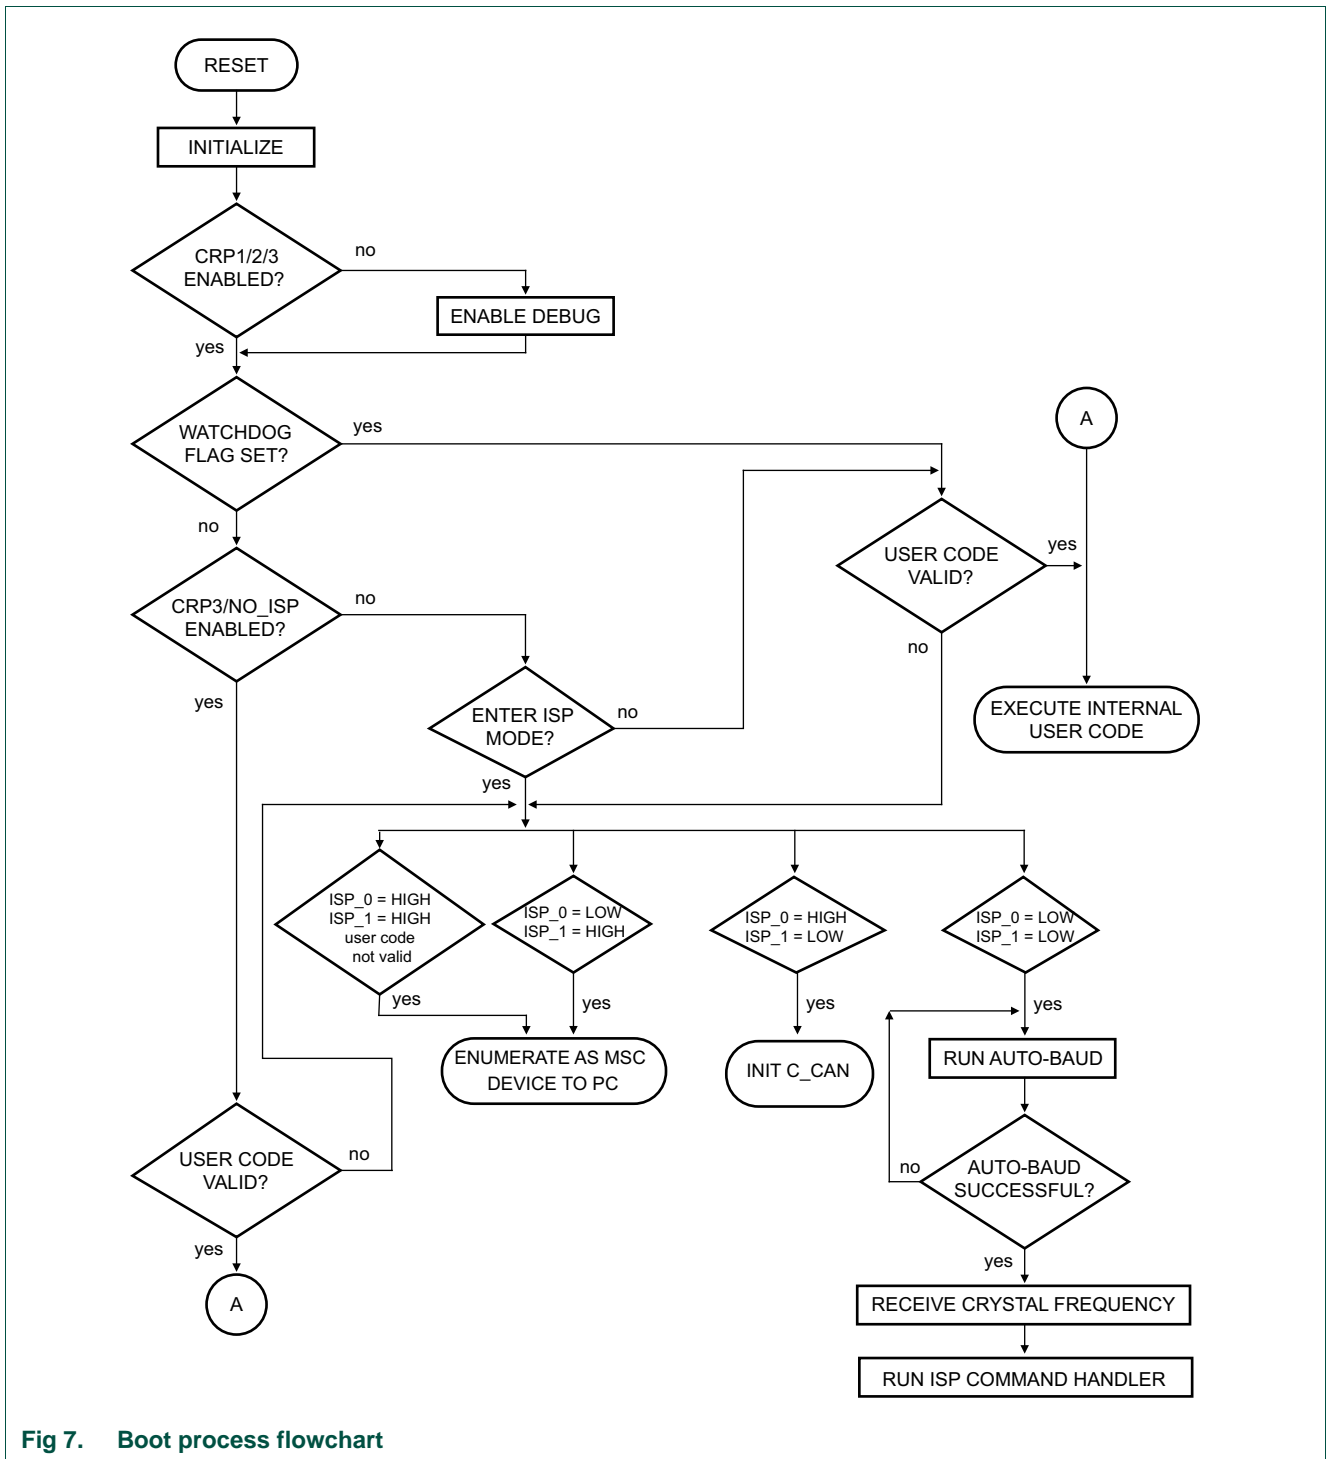 RESET
INITIALIZE
CRP1/2/3
ENABLED?
no
ENABLE DEBUG
yes
WATCHDOG
FLAG SET?
yes
A
no
USER CODE
VALID?
yes
CRP3/NO_ISP
ENABLED?
no
no
yes
ENTER ISP
MODE?
no
EXECUTE INTERNAL
USER CODE
yes
ISP_0 = HIGH
ISP_1 = HIGH
user code
not valid
ISP_0 = LOW
ISP_1 = HIGH
ISP_0 = HIGH
ISP_1 = LOW
ISP_0 = LOW
ISP_1 = LOW
yes
yes
yes
yes
ENUMERATE AS MSC
DEVICE TO PC
INIT C_CAN
RUN AUTO-BAUD
USER CODE
VALID?
no
no
AUTO-BAUD
SUCCESSFUL?
yes
yes
A
RECEIVE CRYSTAL FREQUENCY
RUN ISP COMMAND HANDLER
Fig 7. Boot process flowchart